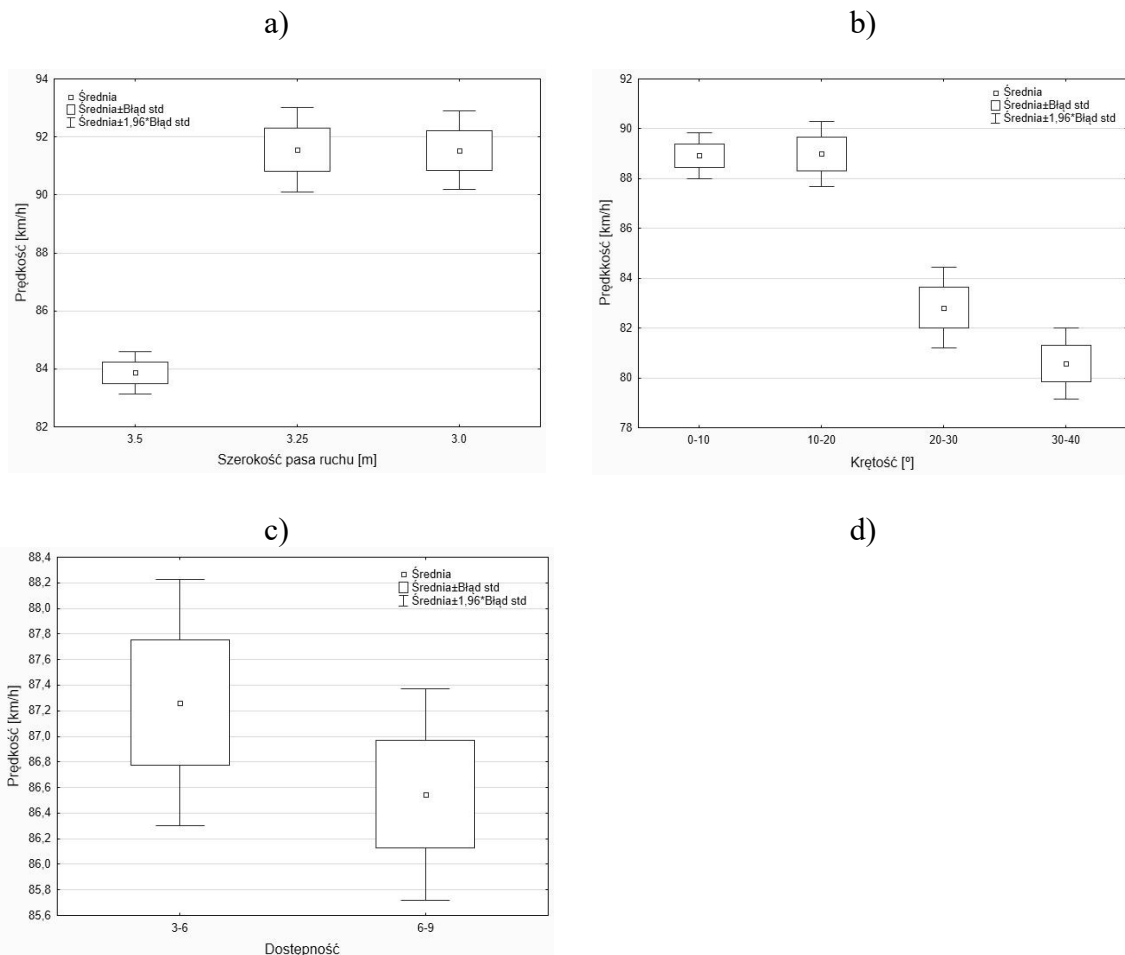 a)
94
92
90
88
86
84
82
Prędkość [km/h]
Średnia
Średnia±Błąd std
Średnia±1,96*Błąd std
3.5 3.25 3.0
Szerokość pasa ruchu [m]
b)
92
90
88
86
84
82
80
78
Prędkkość [km/h]
Średnia
Średnia±Błąd std
Średnia±1,96*Błąd std
0-10 10-20 20-30 30-40
Krętość [º]
c)
88,4
88,2
88,0
87,8
87,6
87,4
87,2
87,0
86,8
86,6
86,4
86,2
86,0
85,8
85,6
Prędkość [km/h]
Średnia
Średnia±Błąd std
Średnia±1,96*Błąd std
3-6 6-9
Dostępność
d)